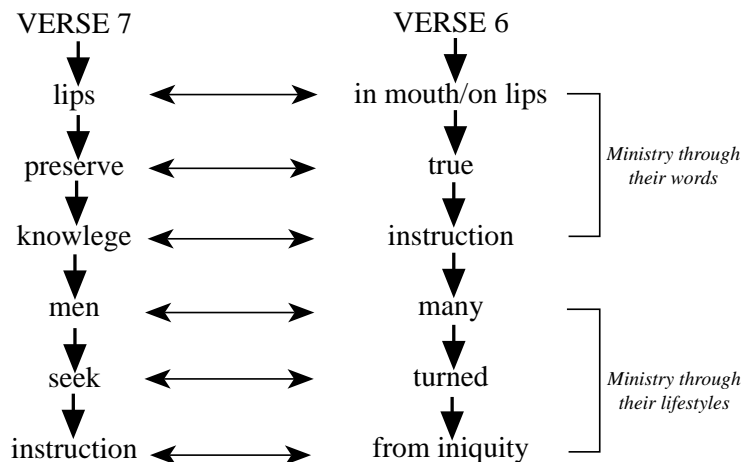 VERSE 7 VERSE 6
lips in mouth/on lips
preserve true
Ministry through
their words
knowlege instruction
men many
seek turned
Ministry through
their lifestyles
instruction from iniquity